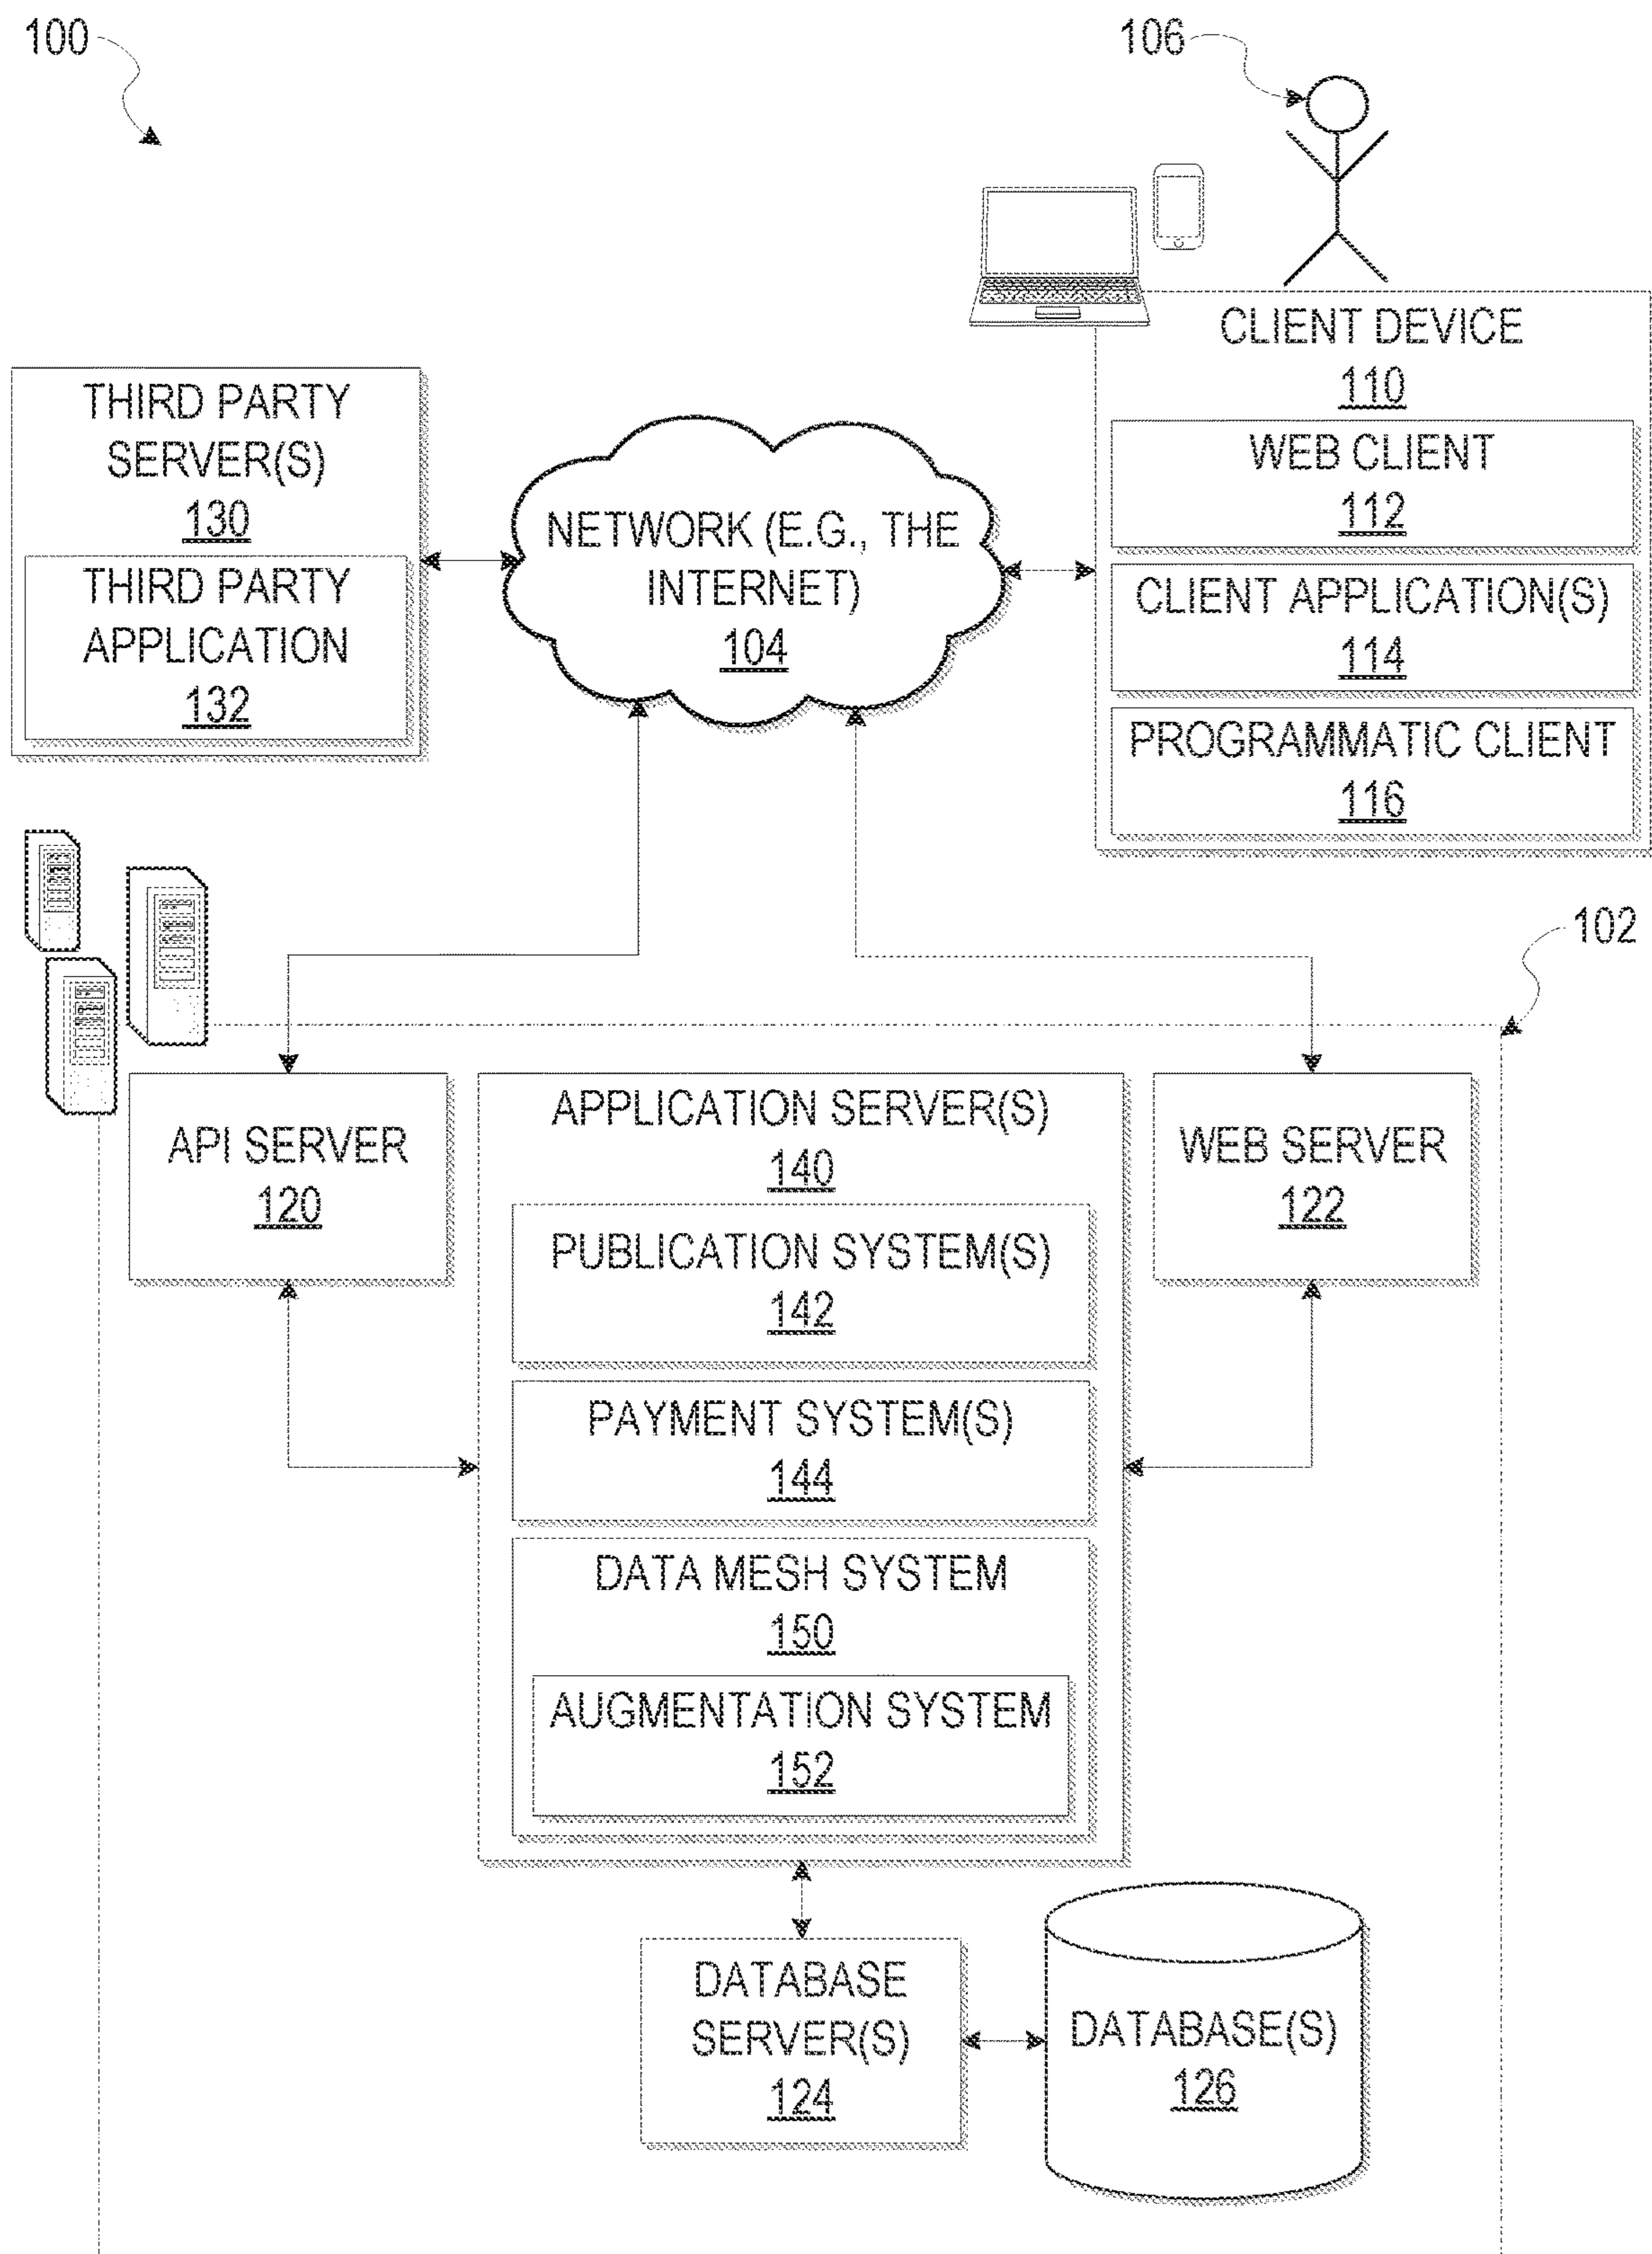 100
106
CLIENT DEVICE
110
WEB CLIENT
112
CLIENT APPLICATION(S)
114
PROGRAMMATIC CLIENT
116
THIRD PARTY
SERVER(S)
130
THIRD PARTY
APPLICATION
132
NETWORK (E.G., THE
INTERNET)
104
102
API SERVER
120
APPLICATION SERVER(S)
140
PUBLICATION SYSTEM(S)
142
PAYMENT SYSTEM(S)
144
DATA MESH SYSTEM
150
AUGMENTATION SYSTEM
152
WEB SERVER
122
DATABASE
SERVER(S)
124
DATABASE(S)
126